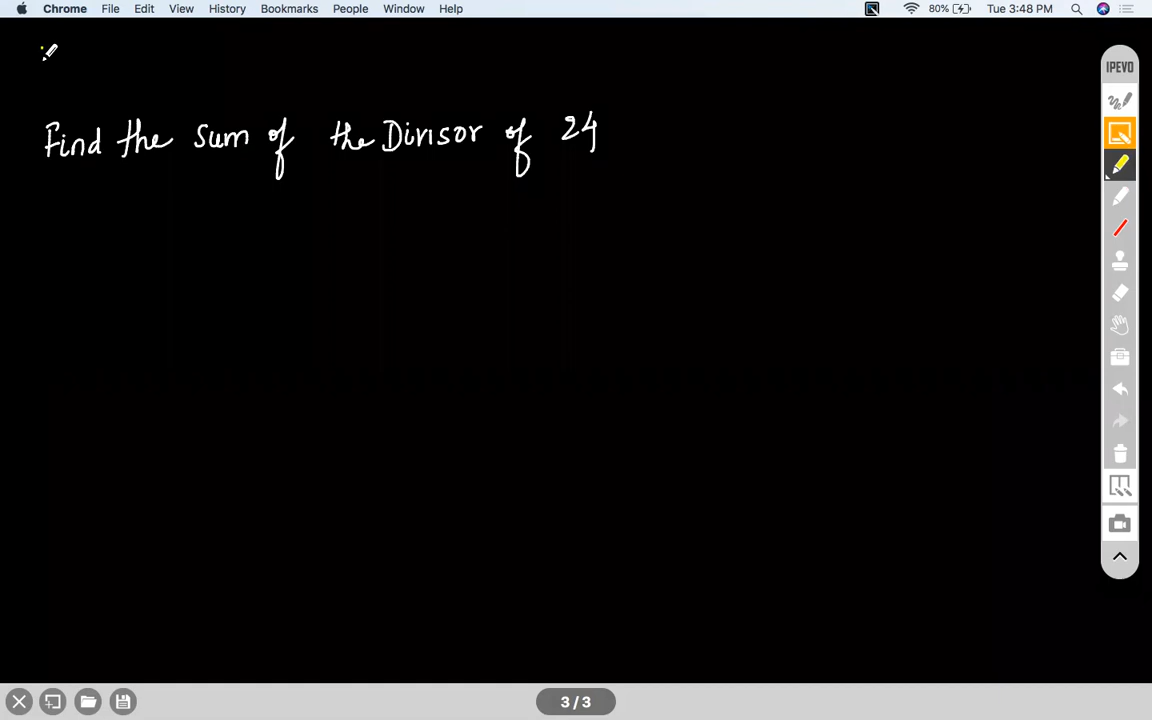 Chrome File Edit View History Bookmarks People Window Help 80% Tue 3:48 PM
IPEVO
Find the Sum of the Divisor of 24
3 / 3